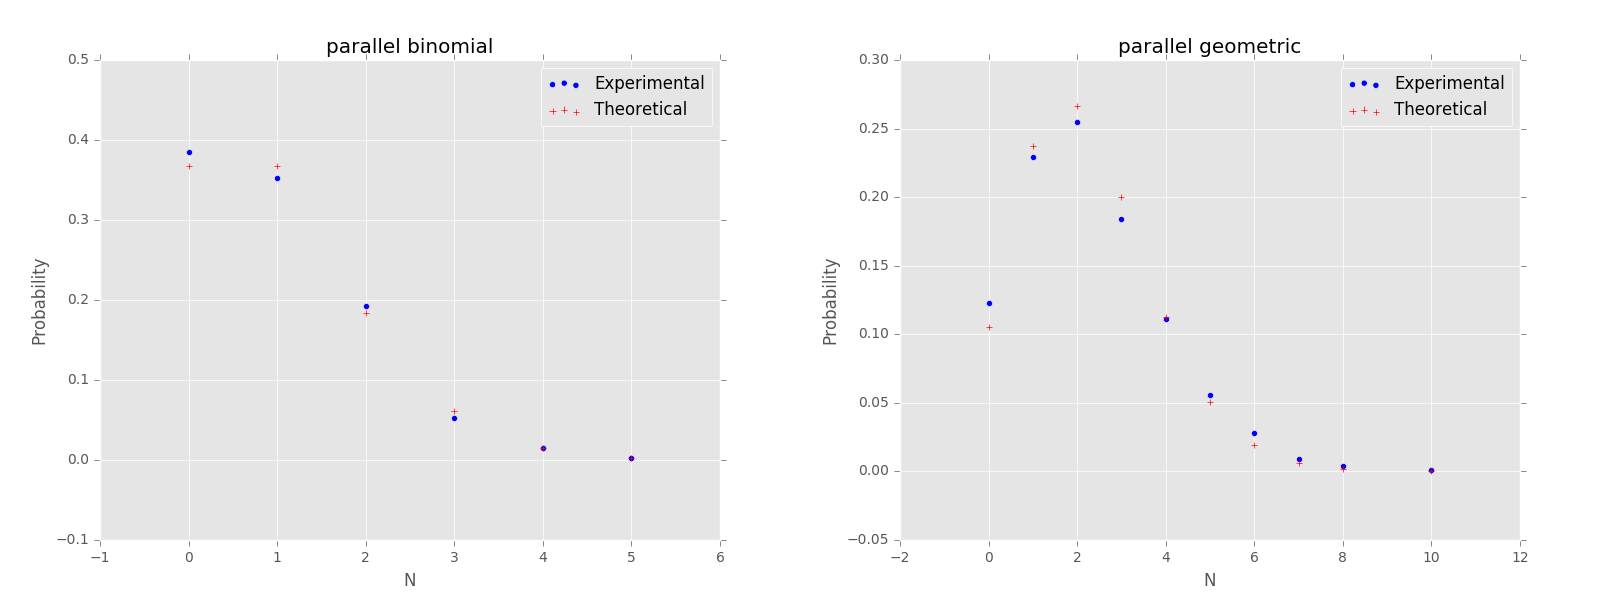 parallel binomial
0.5
0.4
0.3
0.2
0.1
0.0
−0.1
Probability
−1 0 1 2 3 4 5 6
N
Experimental
Theoretical
parallel geometric
0.30
0.25
0.20
0.15
0.10
0.05
0.00
−0.05
Probability
−2 0 2 4 6 8 10 12
N
Experimental
Theoretical